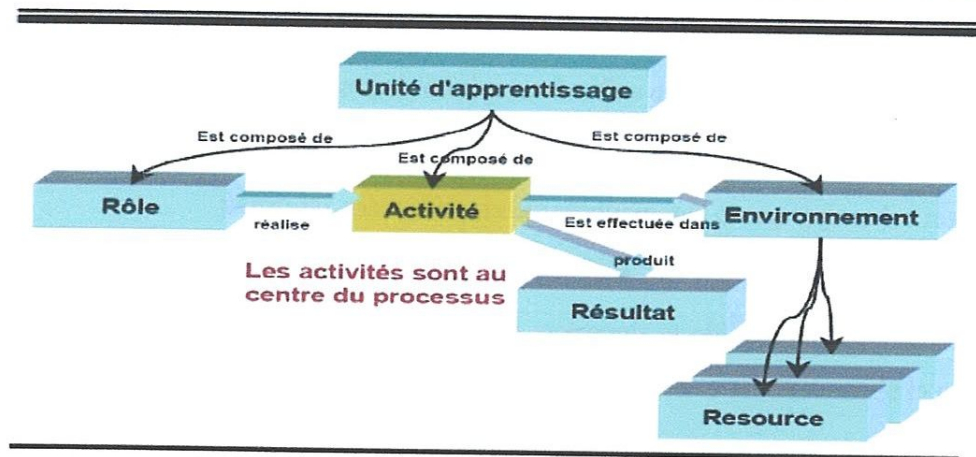 Unité d'apprentissage
Est composé de
Est composé de
Est composé de
Rôle
réalise
Activité
Est effectuée dans
Environnement
produit
Les activités sont au
centre du processus
Résultat
Resource